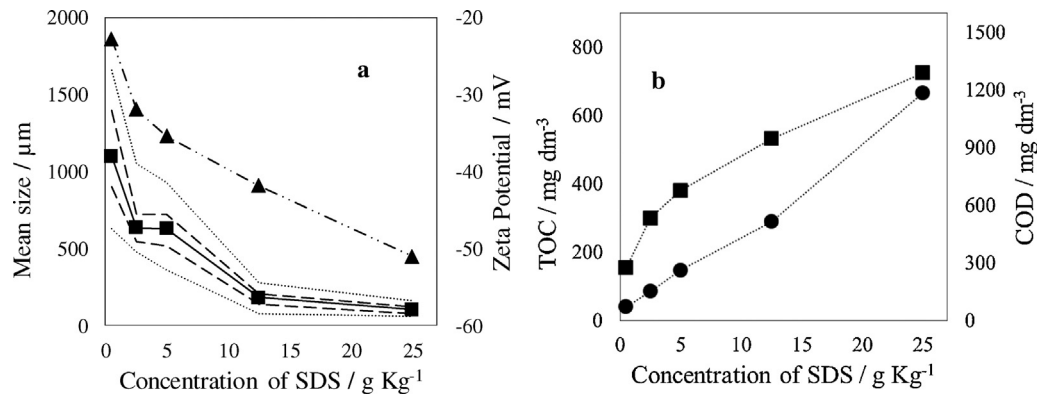 2000
1500
1000
500
0
Mean size / µm
a
-20
-30
-40
-50
-60
Zeta Potential / mV
0 5 10 15 20 25
Concentration of SDS / g Kg-1
800
600
400
200
0
TOC / mg dm-3
b
1500
1200
900
600
300
0
COD / mg dm-3
0 5 10 15 20 25
Concentration of SDS / g Kg-1